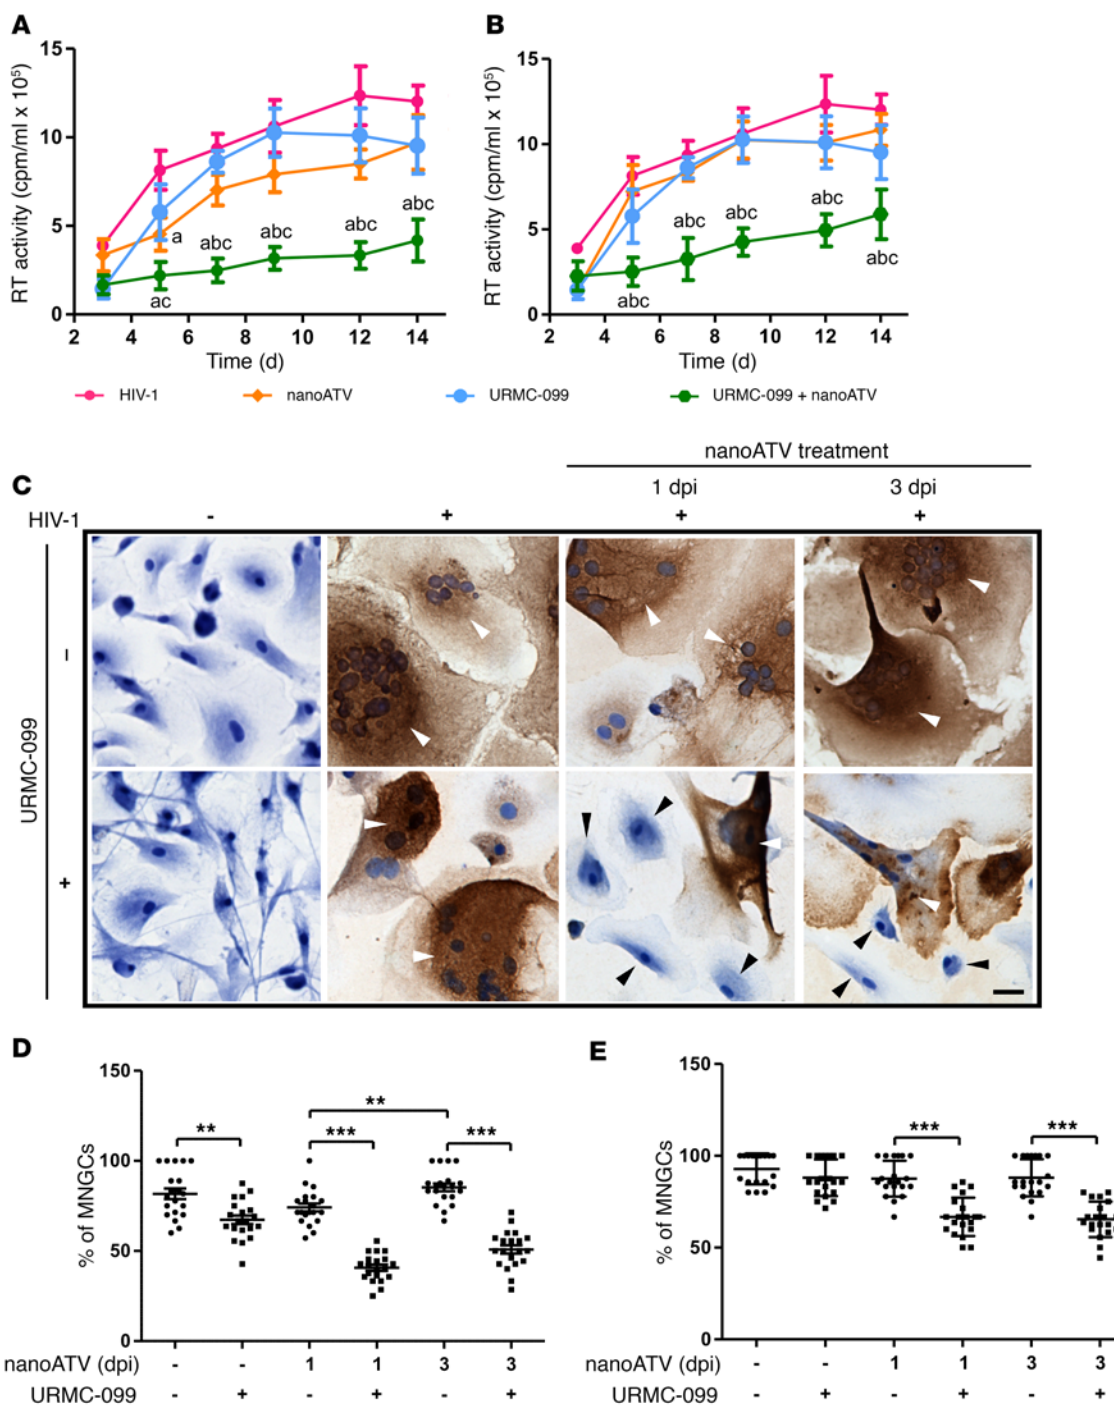 A
B
15
10
5
0
RT activity (cpm/ml x 10⁵)
2 4 6 8 10 12 14
Time (d)
a
ac
abc
abc
abc
abc
15
10
5
0
RT activity (cpm/ml x 10⁵)
2 4 6 8 10 12 14
Time (d)
abc
abc
abc
abc
abc
HIV-1 nanoATV URMC-099 URMC-099 + nanoATV
C
nanoATV treatment
1 dpi 3 dpi
HIV-1 - + + +
URMC-099
-
+
D
150
100
50
0
% of MNGCs
** *** ** ***
nanoATV (dpi) - - 1 1 3 3
URMC-099 - + - + - +
E
150
100
50
0
% of MNGCs
*** ***
nanoATV (dpi) - - 1 1 3 3
URMC-099 - + - + - +